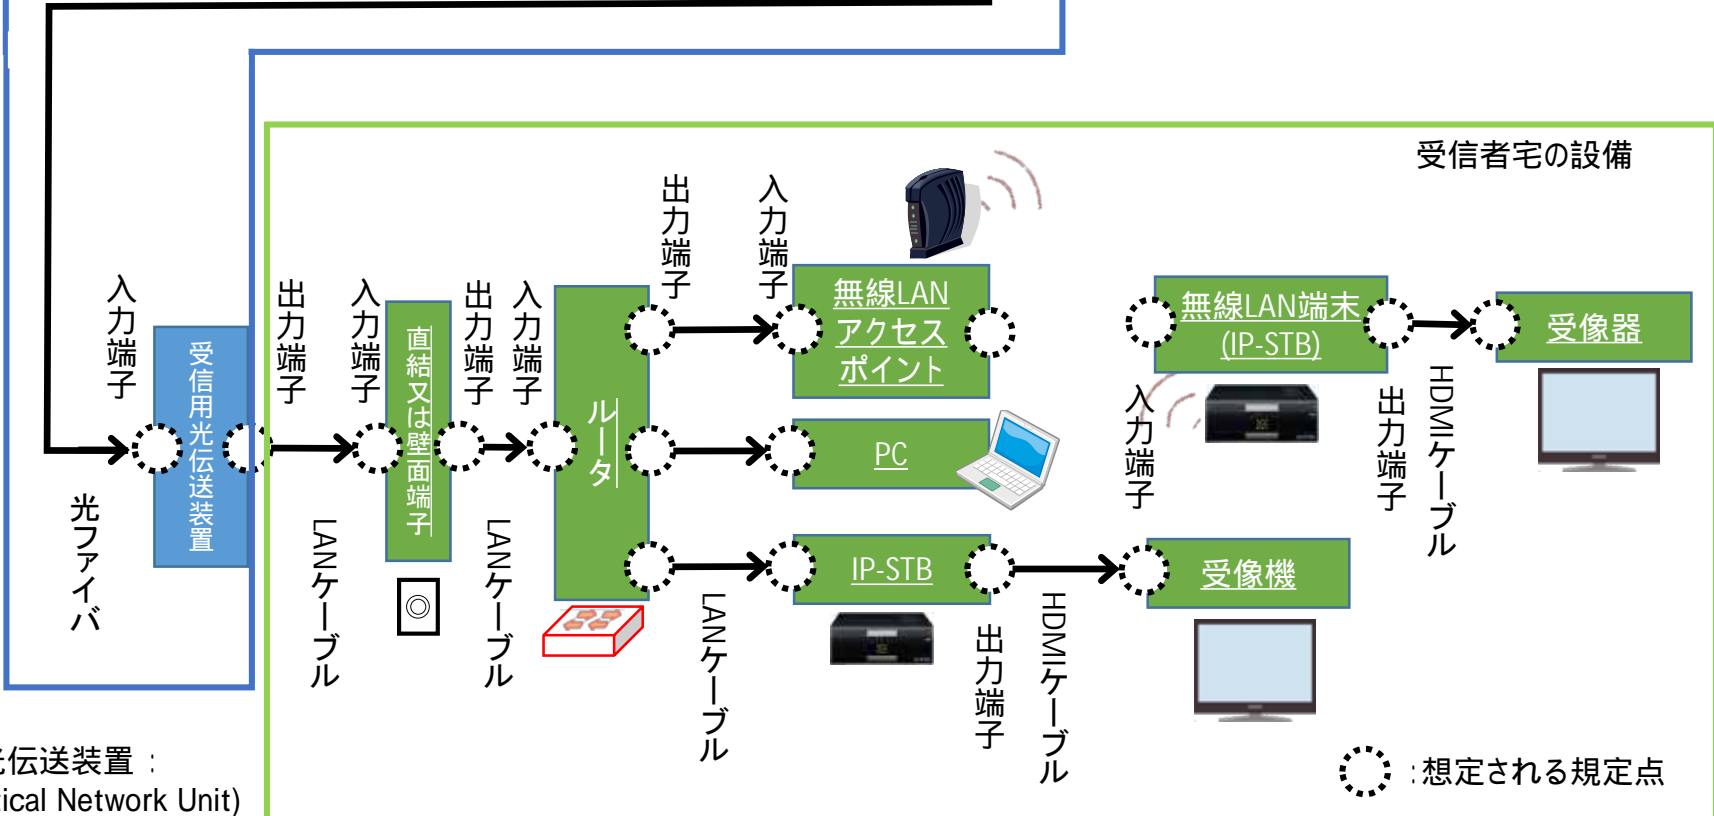 受信者宅の設備
出力端子
入力端子
入力端子
出力端子
入力端子
出力端子
入力端子
受信用光伝送装置
直結又は壁面端子
ルータ
無線LAN
アクセス
ポイント
無線LAN端末
(IP-STB)
受像器
PC
入力端子
出力端子
HDMIケーブル
光ファイバ
LANケーブル
LANケーブル
LANケーブル
IP-STB
出力端子
HDMIケーブル
受像機
光伝送装置：
tical Network Unit)
：想定される規定点